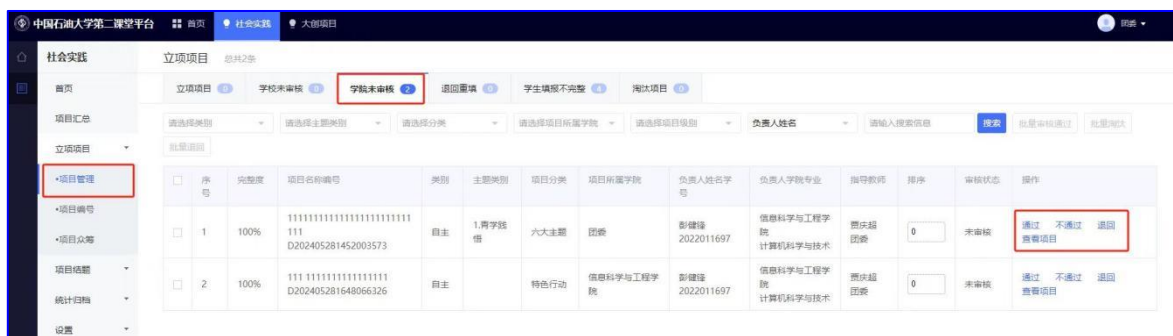 中国石油大学第二课堂平台 首页 社会实践 大创项目 团委
社会实践 立项项目 总共2条
首页 立项项目 0 学校未审核 0 学院未审核 2 退回重填 0 学生填报不完整 4 淘汰项目 0
项目汇总 请选择类别 请选择主题类别 请选择分类 请选择项目所属学院 请选择项目级别 负责人姓名 请输入搜索信息 搜索 批量审核通过 批量淘汰
立项项目 批量退回
•项目管理 序号 完整度 项目名称编号 类别 主题类别 项目分类 项目所属学院 负责人姓名学号 负责人学院专业 指导教师 排序 审核状态 操作
•项目编号
•项目众筹
项目结题
统计归档
设置
1 100% 11111111111111111111111
111
D202405281452003573
自主 1,青学践悟 六大主题 团委 彭健锋
2022011697
信息科学与工程学院
计算机科学与技术
贾庆超
团委
0 未审核 通过 不通过 退回
查看项目
2 100% 111 1111111111111111
D202405281648066326
自主 特色行动 信息科学与工程学院 彭健锋
2022011697
信息科学与工程学院
计算机科学与技术
贾庆超
团委
0 未审核 通过 不通过 退回
查看项目